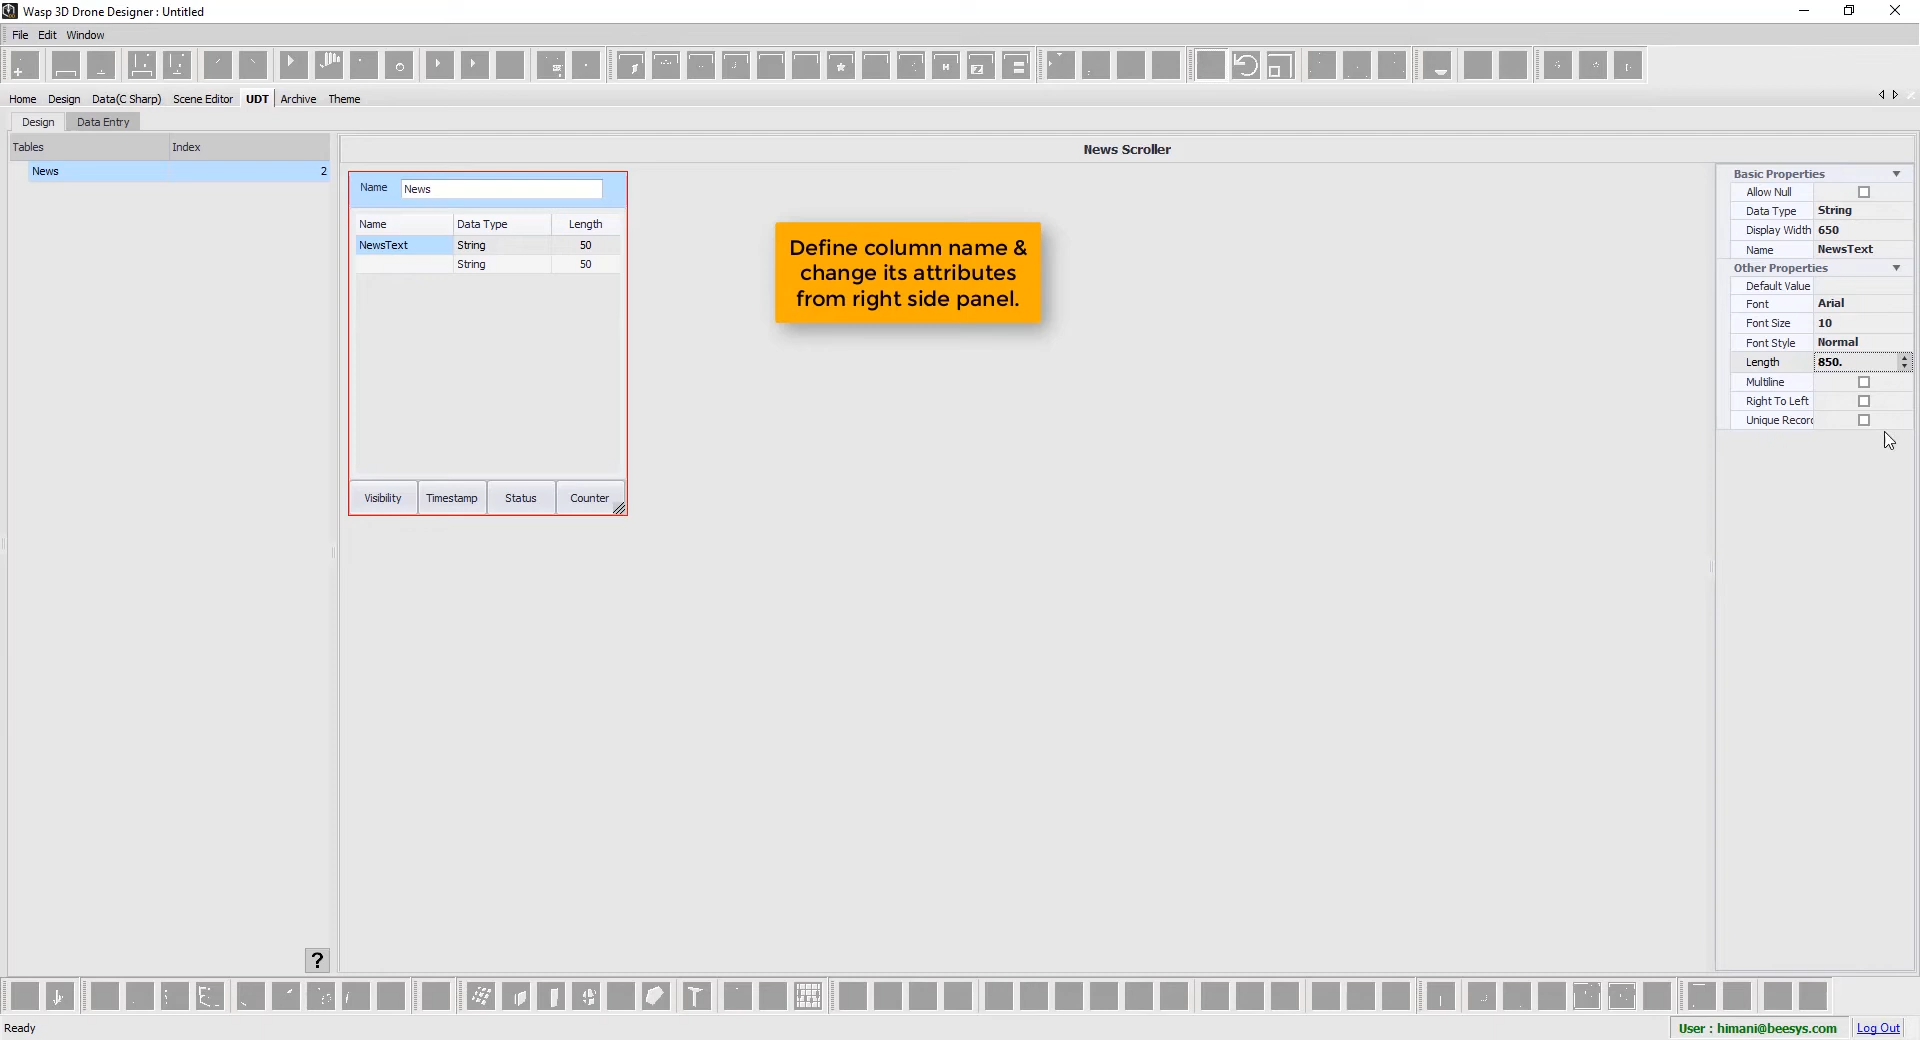 Wasp 3D Drone Designer : Untitled
File Edit Window
Home Design Data(C Sharp) Scene Editor UDT Archive Theme
Design Data Entry
Tables Index
News 2
News Scroller
Name News
Name Data Type Length
NewsText String 50
String 50
Visibility Timestamp Status Counter
Define column name &
change its attributes
from right side panel.
Basic Properties
Allow Null
Data Type String
Display Width 650
Name NewsText
Other Properties
Default Value
Font Arial
Font Size 10
Font Style Normal
Length 850.
Multiline
Right To Left
Unique Recor
?
Ready
User : himani@beesys.com Log Out